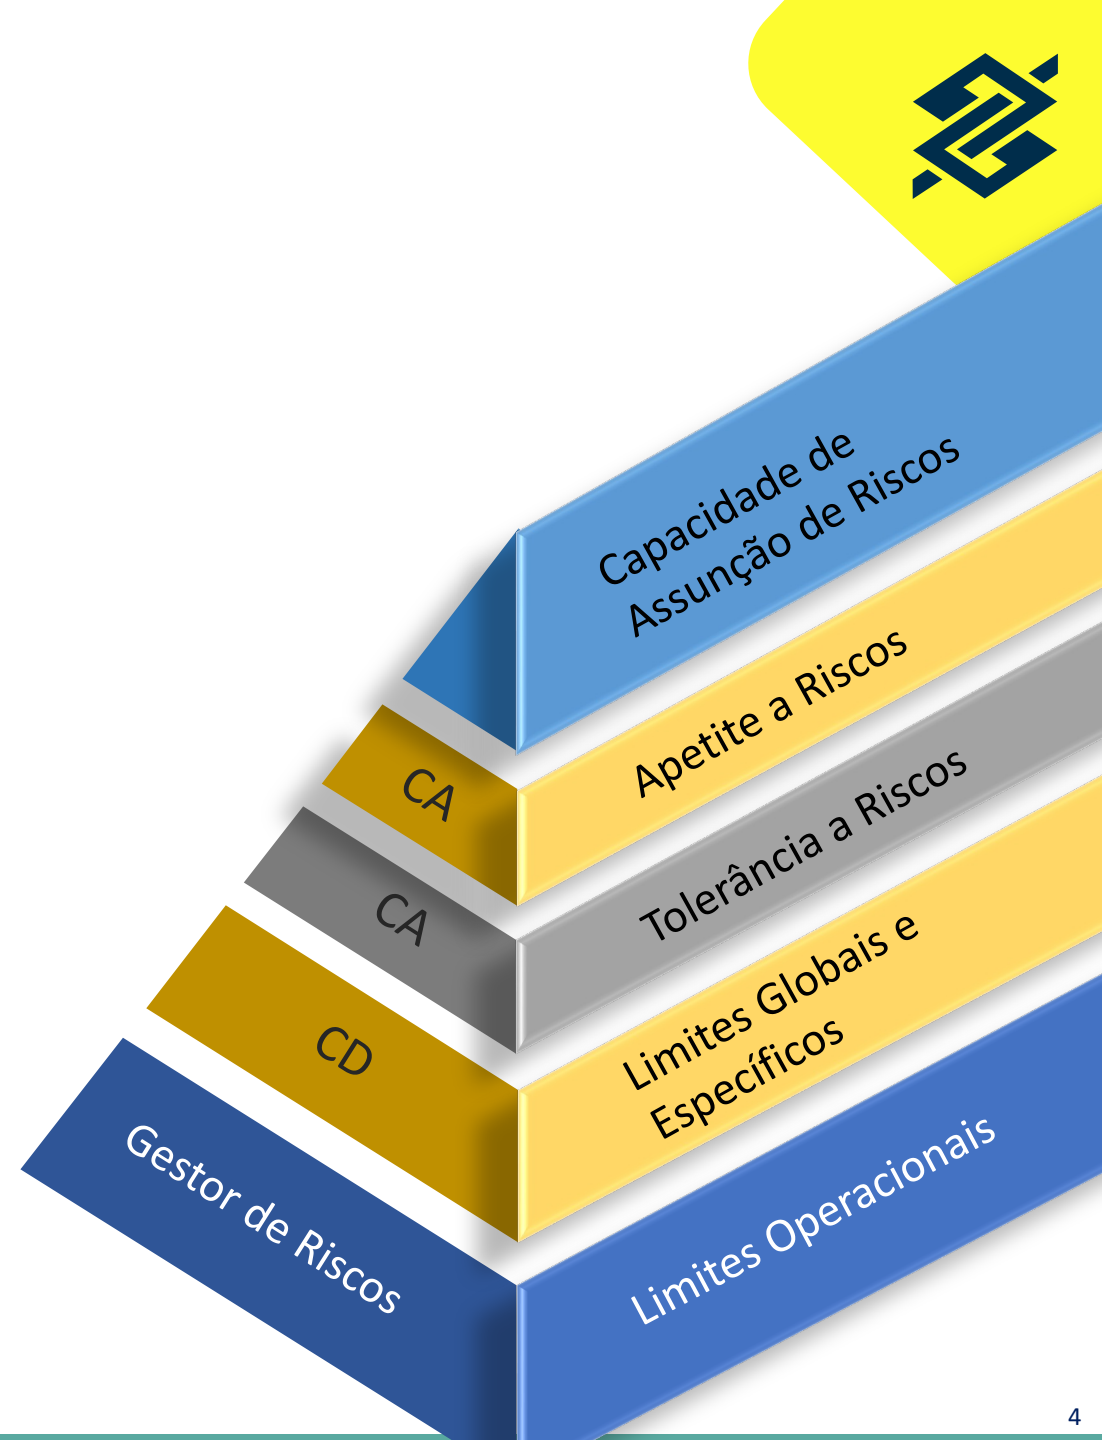 Capacidade de
Assunção de Riscos
CA
Apetite a Riscos
CA
Tolerância a Riscos
CD
Limites Globais e
Específicos
Gestor de Riscos
Limites Operacionais
4